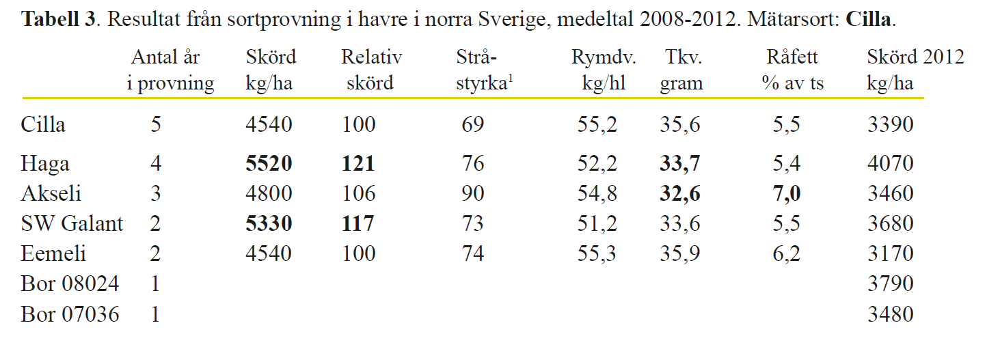 Tabell 3. Resultat från sortprovning i havre i norra Sverige, medeltal 2008-2012. Mätarsort: Cilla.
Antal år Skörd Relativ Strå- Rymdv. Tkv. Råfett Skörd 2012
i provning kg/ha skörd styrka¹ kg/hl gram % av ts kg/ha
Cilla 5 4540 100 69 55,2 35,6 5,5 3390
Haga 4 5520 121 76 52,2 33,7 5,4 4070
Akseli 3 4800 106 90 54,8 32,6 7,0 3460
SW Galant 2 5330 117 73 51,2 33,6 5,5 3680
Eemeli 2 4540 100 74 55,3 35,9 6,2 3170
Bor 08024 1 3790
Bor 07036 1 3480